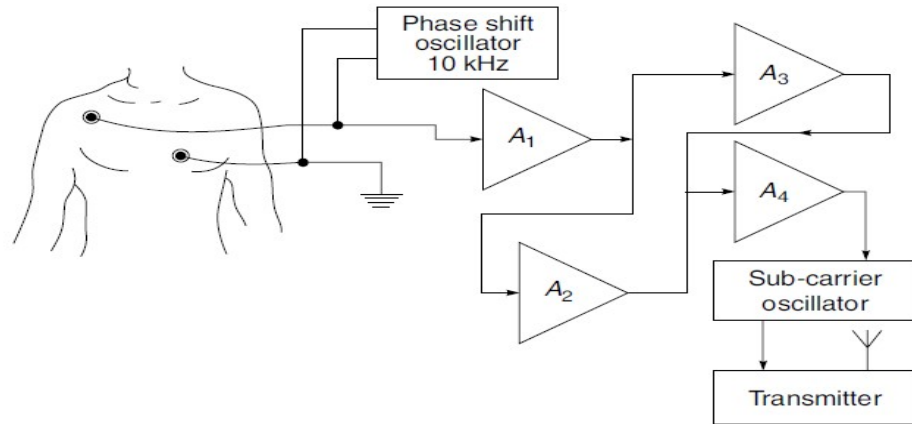 Phase shift
oscillator
10 kHz
A1
A2
A3
A4
Sub-carrier
oscillator
Transmitter